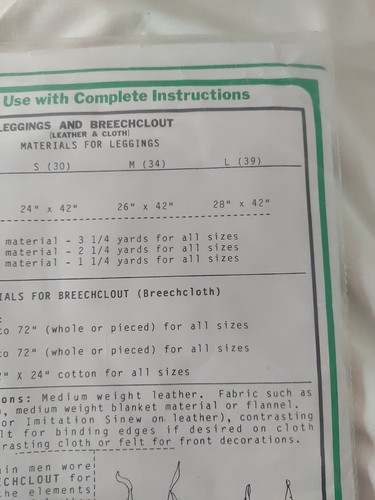 Use with Complete Instructions
LEGGINGS AND BREECHCLOUT
(LEATHER & CLOTH)
MATERIALS FOR LEGGINGS
S (30) M (34) L (39)
24" x 42" 26" x 42" 28" x 42"
material - 3 1/4 yards for all sizes
material - 2 1/4 yards for all sizes
material - 1 1/4 yards for all sizes
IALS FOR BREECHCLOUT (Breechcloth)
to 72" (whole or pieced) for all sizes
to 72" (whole or pieced) for all sizes
" X 24" cotton for all sizes
ons: Medium weight leather. Fabric such as
, medium weight blanket material or flannel.
or Imitation Sinew on leather), contrasting
lt for binding edges if desired on cloth
rasting cloth or felt for front decorations.
ain men wore
CHCLOUT for
the elements